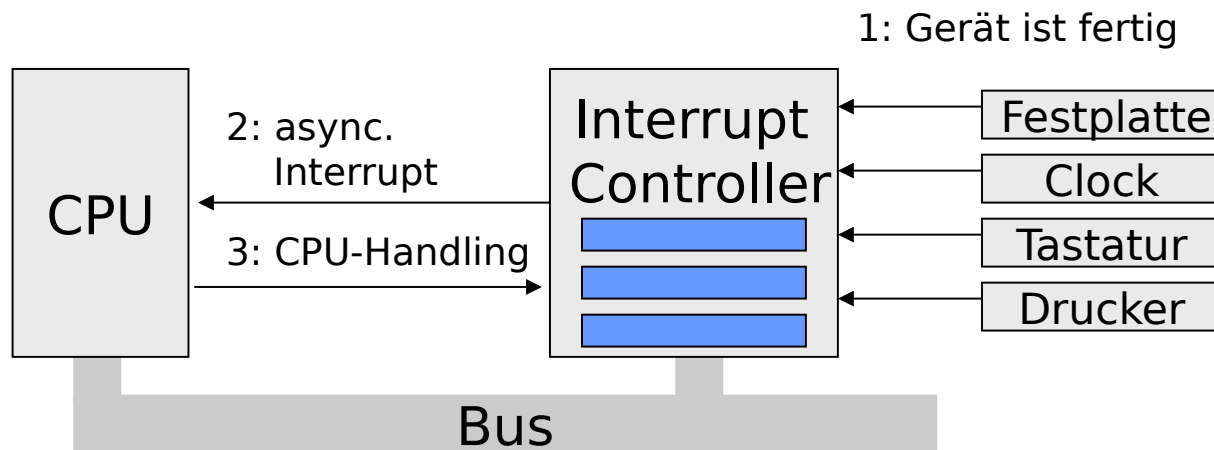 1: Gerät ist fertig
CPU
2: async.
Interrupt
3: CPU-Handling
Interrupt
Controller
Festplatte
Clock
Tastatur
Drucker
Bus